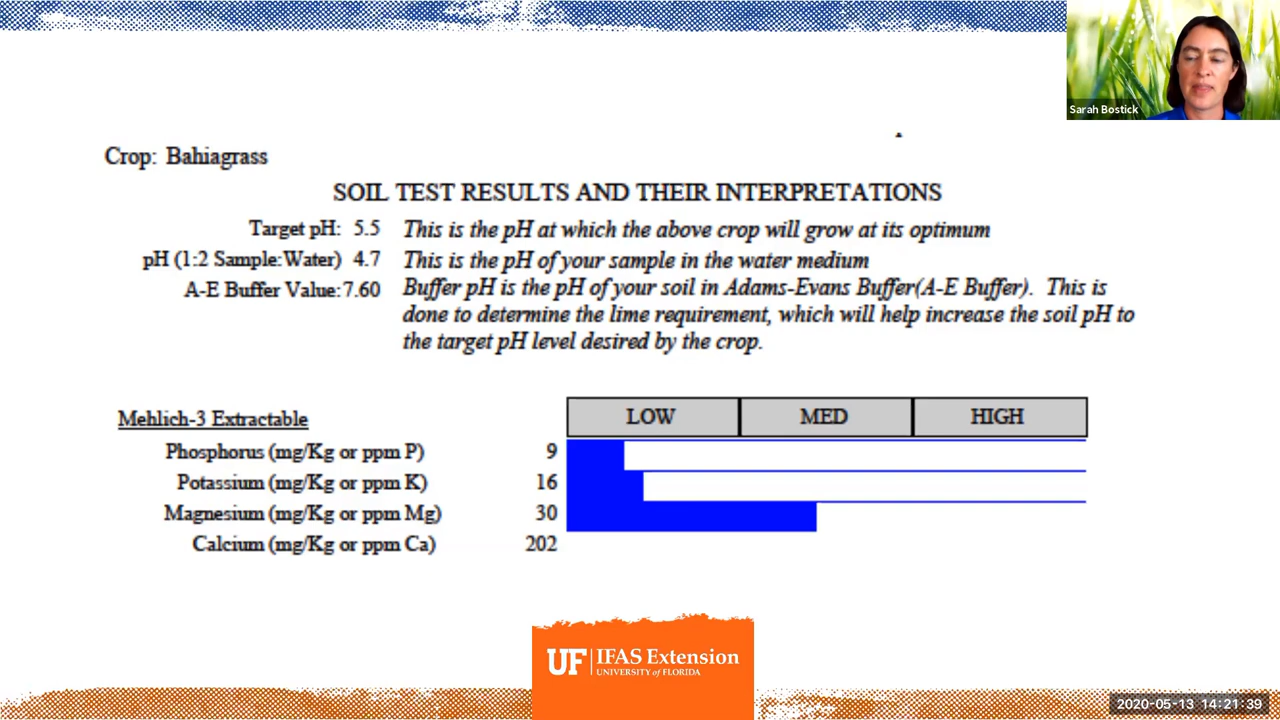 Sarah Bostick
Crop: Bahiagrass
SOIL TEST RESULTS AND THEIR INTERPRETATIONS
Target pH: 5.5 This is the pH at which the above crop will grow at its optimum
pH (1:2 Sample:Water) 4.7 This is the pH of your sample in the water medium
A-E Buffer Value:7.60 Buffer pH is the pH of your soil in Adams-Evans Buffer(A-E Buffer). This is
done to determine the lime requirement, which will help increase the soil pH to
the target pH level desired by the crop.
Mehlich-3 Extractable LOW MED HIGH
Phosphorus (mg/Kg or ppm P) 9
Potassium (mg/Kg or ppm K) 16
Magnesium (mg/Kg or ppm Mg) 30
Calcium (mg/Kg or ppm Ca) 202
UF IFAS Extension
UNIVERSITY of FLORIDA
2020-05-13 14:21:39